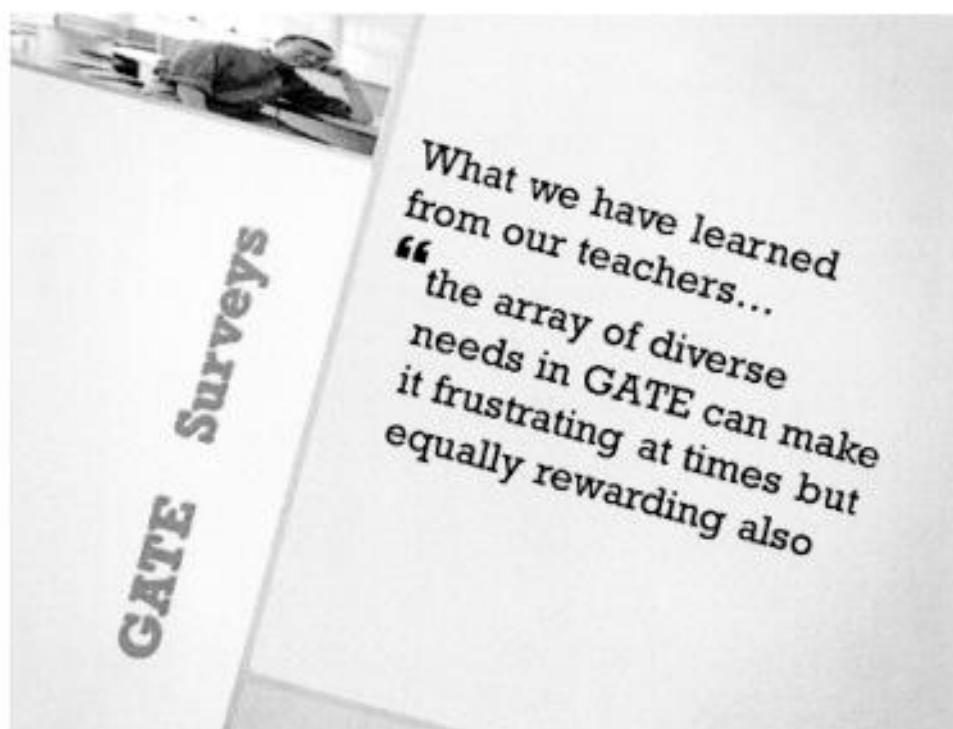 GATE Surveys
What we have learned
from our teachers...
“
the array of diverse
needs in GATE can make
it frustrating at times but
equally rewarding also